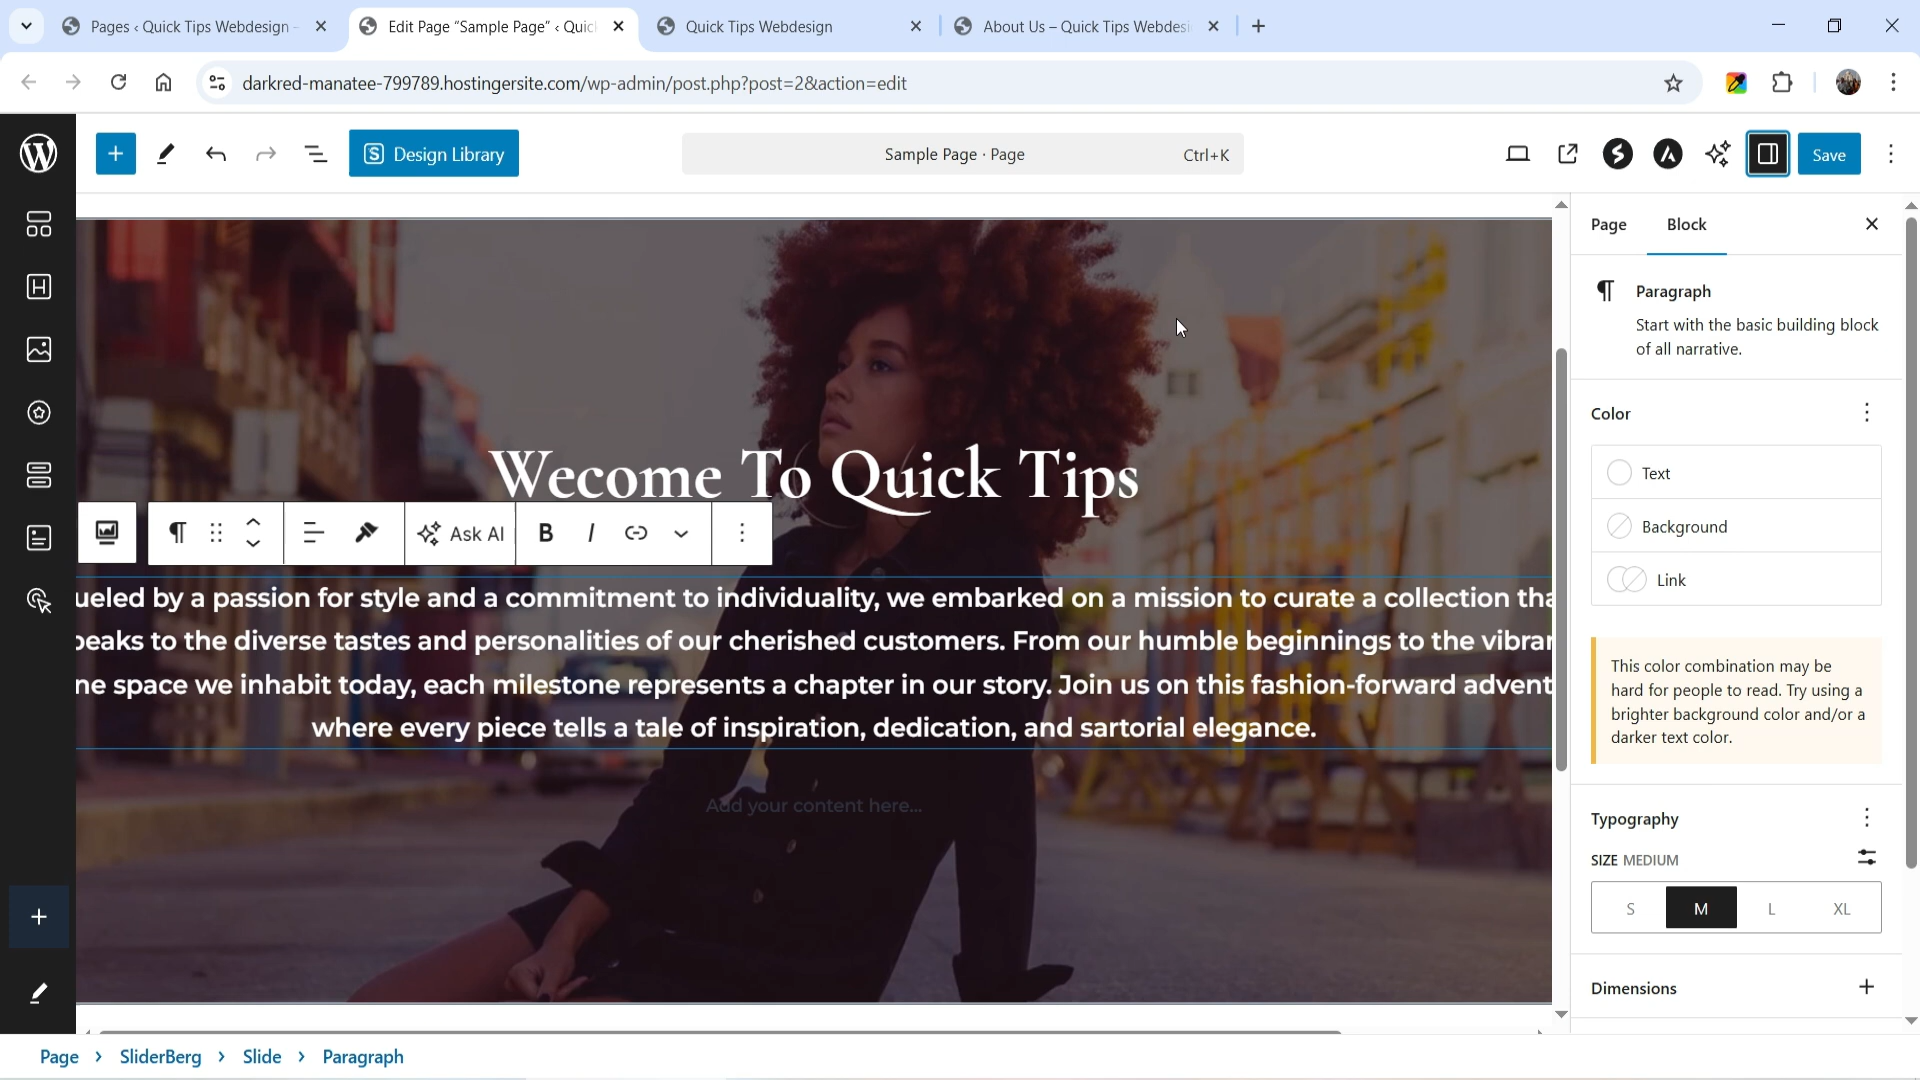 Pages ‹ Quick Tips Webdesign -
Edit Page “Sample Page” ‹ Quic
Quick Tips Webdesign
About Us – Quick Tips Webdesi
darkred-manatee-799789.hostingersite.com/wp-admin/post.php?post=2&action=edit
Design Library
Sample Page · Page
Ctrl+K
Save
Page
Block
Paragraph
Start with the basic building block
of all narrative.
Color
Text
Background
Link
This color combination may be
hard for people to read. Try using a
brighter background color and/or a
darker text color.
Typography
SIZE MEDIUM
S M L XL
Dimensions
Wecome To Quick Tips
Ask AI
B I
ueled by a passion for style and a commitment to individuality, we embarked on a mission to curate a collection tha
peaks to the diverse tastes and personalities of our cherished customers. From our humble beginnings to the vibrar
ne space we inhabit today, each milestone represents a chapter in our story. Join us on this fashion-forward advent
where every piece tells a tale of inspiration, dedication, and sartorial elegance.
Add your content here...
Page › SliderBerg › Slide › Paragraph